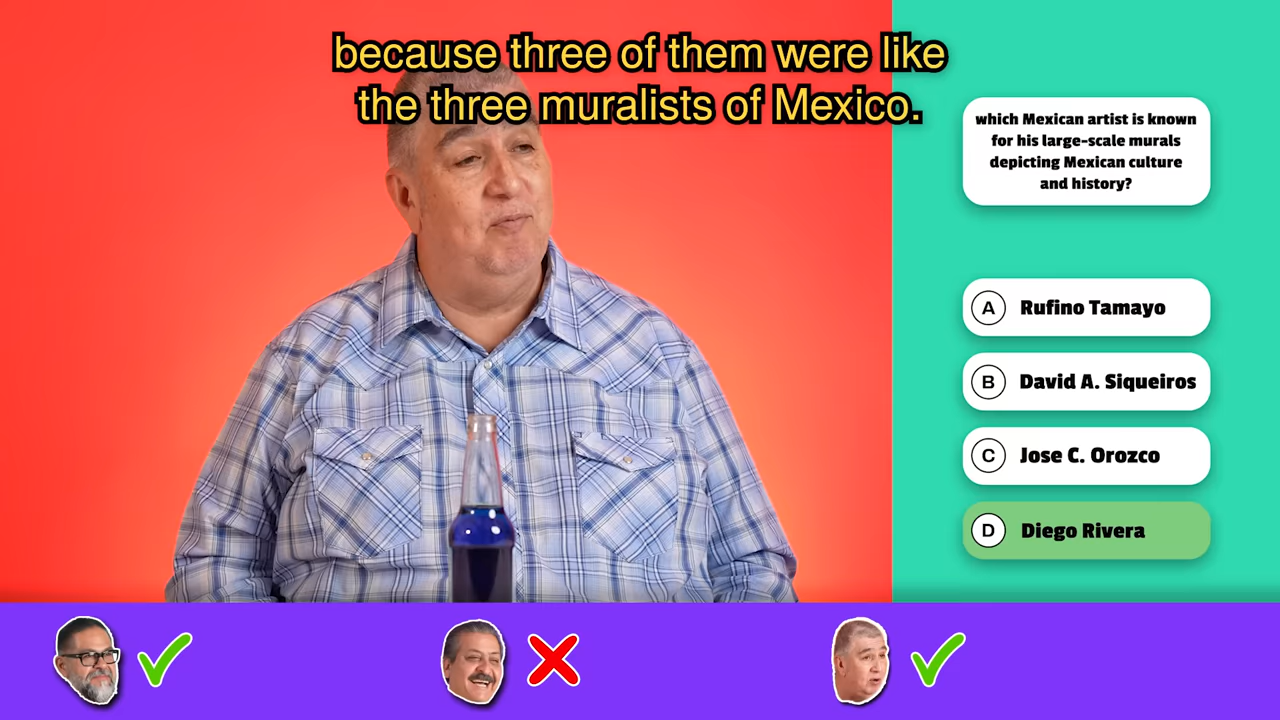 because three of them were like
the three muralists of Mexico.
which Mexican artist is known
for his large-scale murals
depicting Mexican culture
and history?
A Rufino Tamayo
B David A. Siqueiros
C Jose C. Orozco
D Diego Rivera